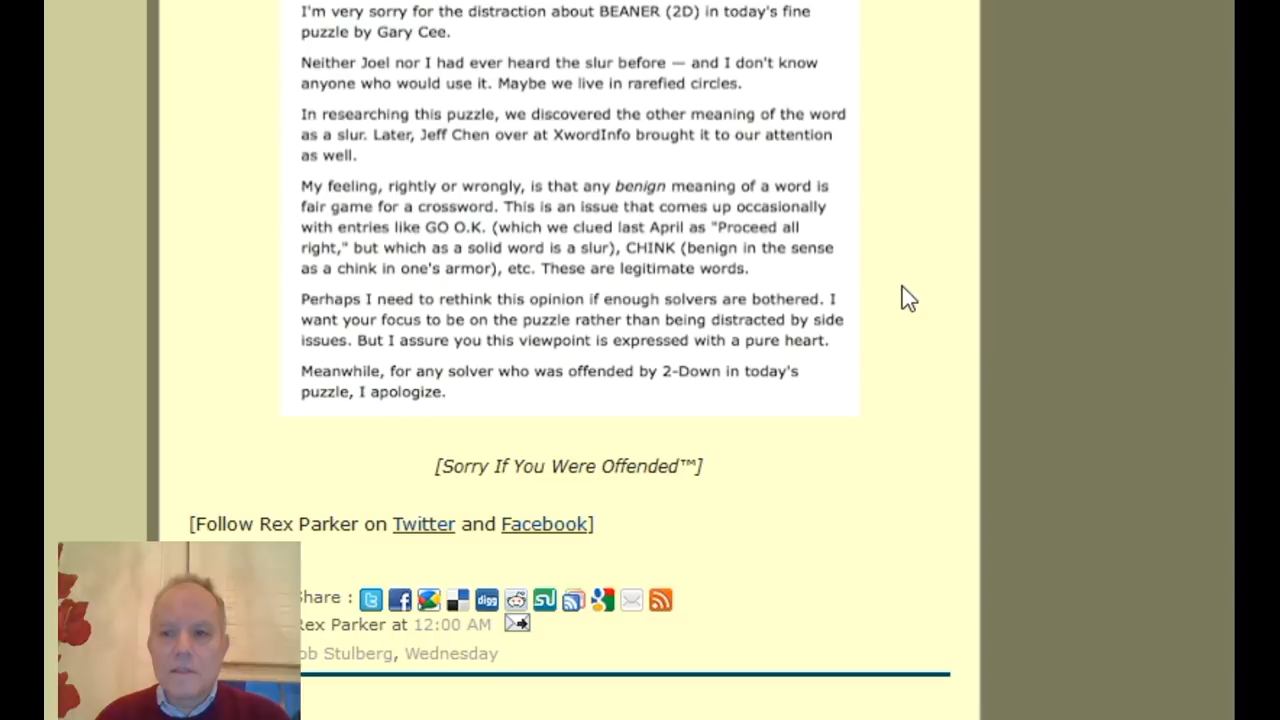 I'm very sorry for the distraction about BEANER (2D) in today's fine
puzzle by Gary Cee.
Neither Joel nor I had ever heard the slur before — and I don't know
anyone who would use it. Maybe we live in rarefied circles.
In researching this puzzle, we discovered the other meaning of the word
as a slur. Later, Jeff Chen over at XwordInfo brought it to our attention
as well.
My feeling, rightly or wrongly, is that any benign meaning of a word is
fair game for a crossword. This is an issue that comes up occasionally
with entries like GO O.K. (which we clued last April as "Proceed all
right," but which as a solid word is a slur), CHINK (benign in the sense
as a chink in one's armor), etc. These are legitimate words.
Perhaps I need to rethink this opinion if enough solvers are bothered. I
want your focus to be on the puzzle rather than being distracted by side
issues. But I assure you this viewpoint is expressed with a pure heart.
Meanwhile, for any solver who was offended by 2-Down in today's
puzzle, I apologize.
[Sorry If You Were Offended™]
[Follow Rex Parker on Twitter and Facebook]
Share : digg
Rex Parker at 12:00 AM
ob Stulberg, Wednesday